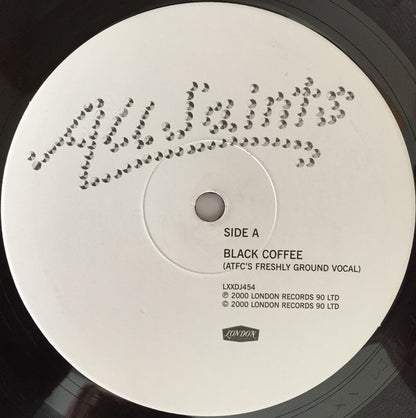 All Saints
SIDE A
BLACK COFFEE
(ATFC'S FRESHLY GROUND VOCAL)
LXXDJ454
℗ 2000 LONDON RECORDS 90 LTD
© 2000 LONDON RECORDS 90 LTD
LONDON